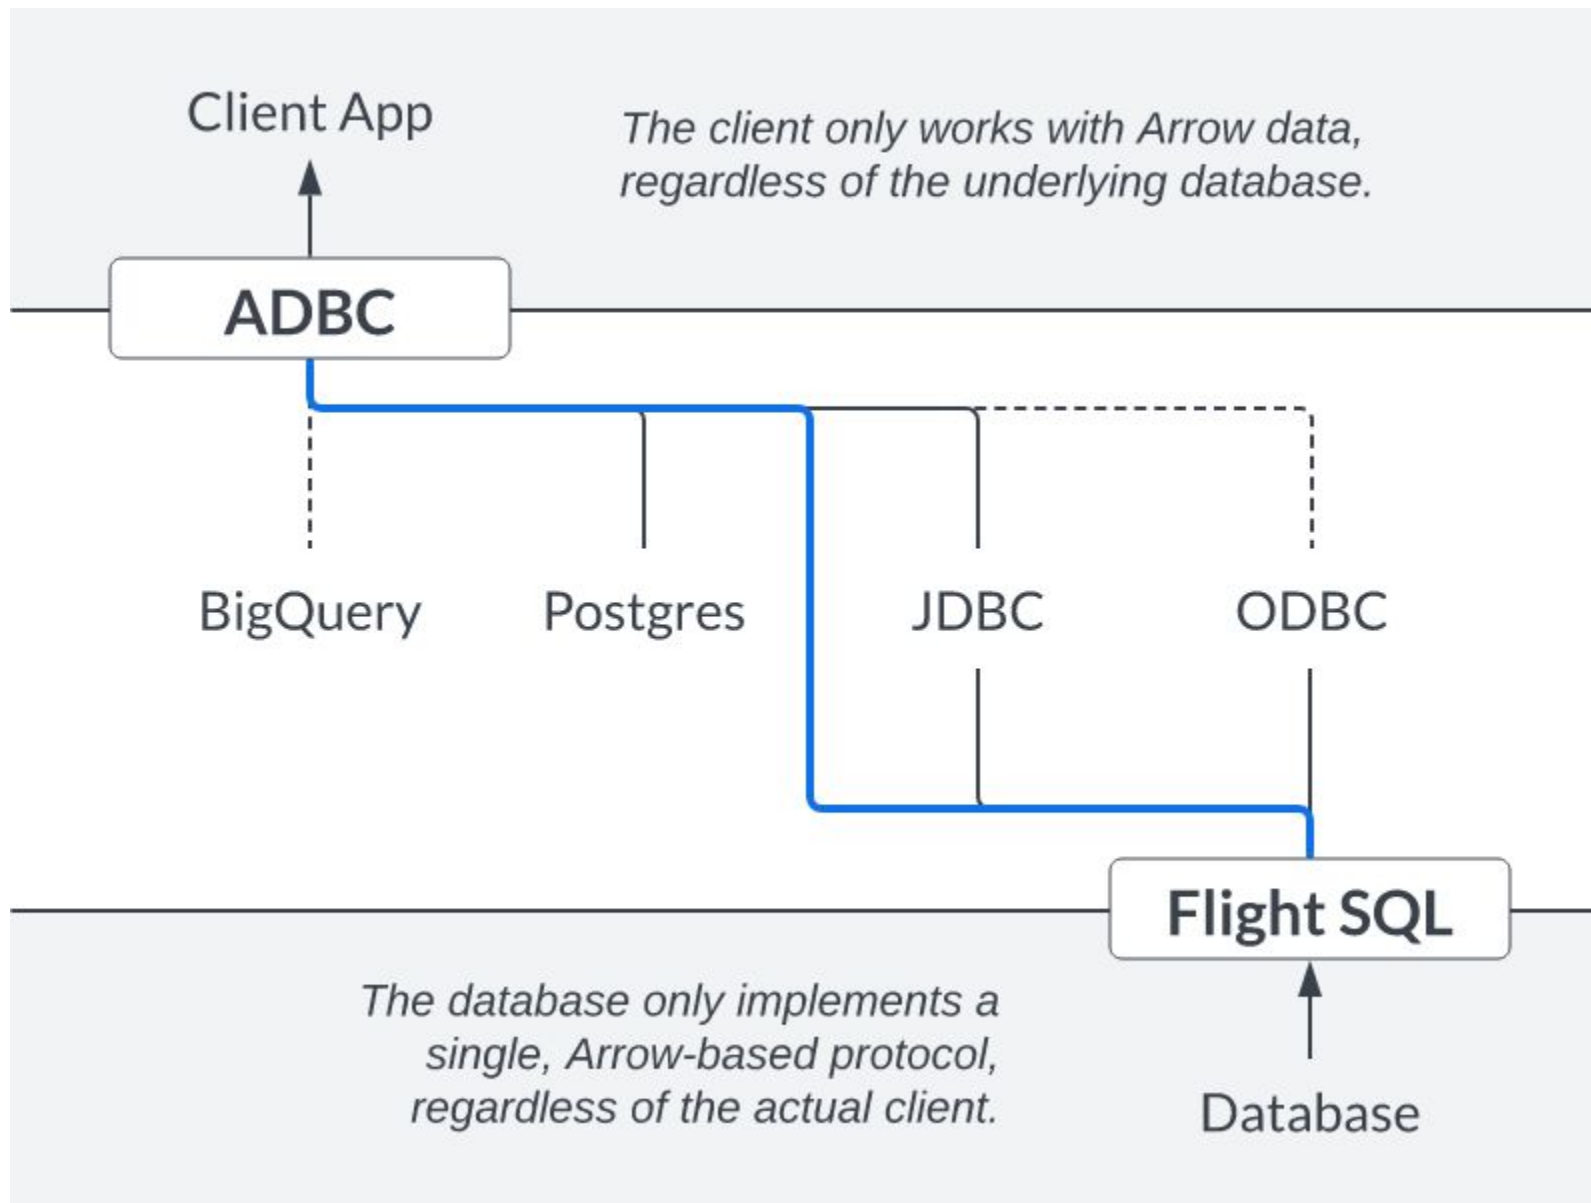 Client App
The client only works with Arrow data,
regardless of the underlying database.
ADBC
BigQuery
Postgres
JDBC
ODBC
Flight SQL
The database only implements a
single, Arrow-based protocol,
regardless of the actual client.
Database